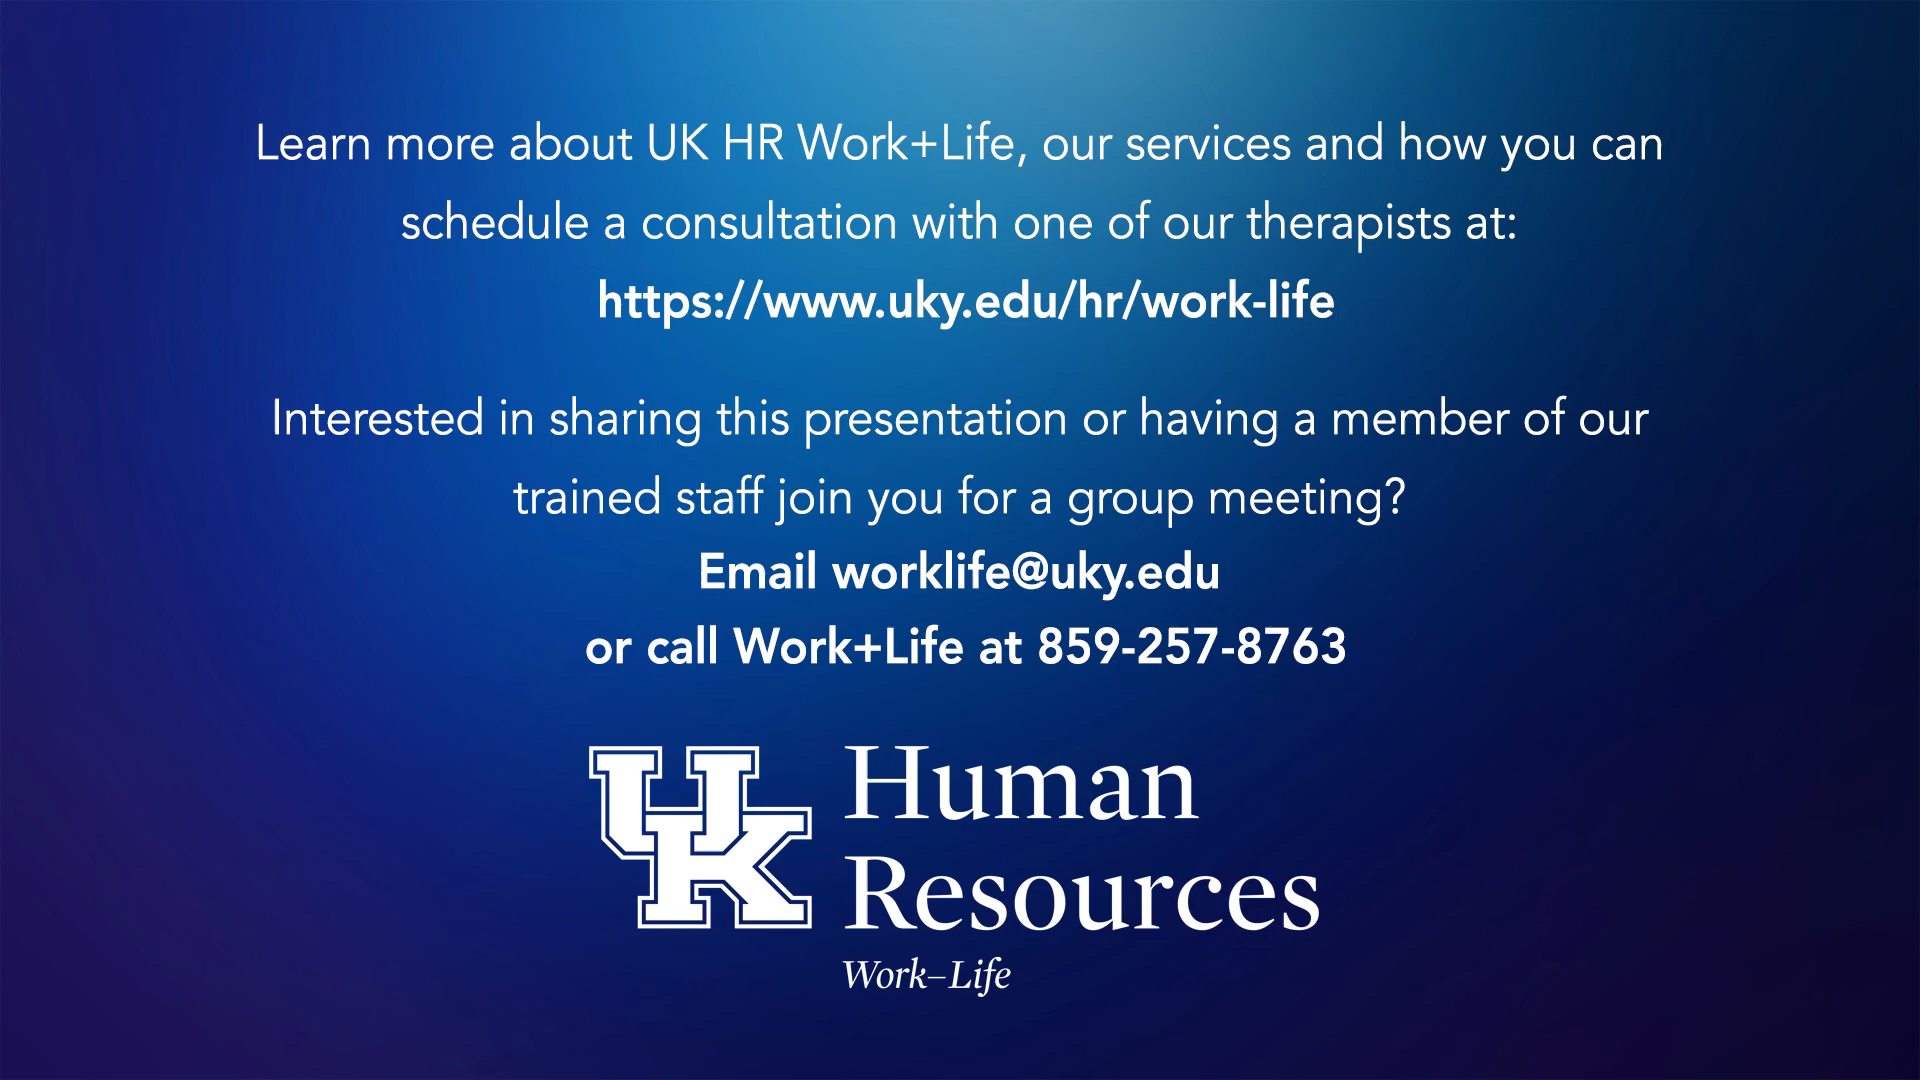 Learn more about UK HR Work+Life, our services and how you can
schedule a consultation with one of our therapists at:
https://www.uky.edu/hr/work-life
Interested in sharing this presentation or having a member of our
trained staff join you for a group meeting?
Email worklife@uky.edu
or call Work+Life at 859-257-8763
UK
Human
Resources
Work–Life